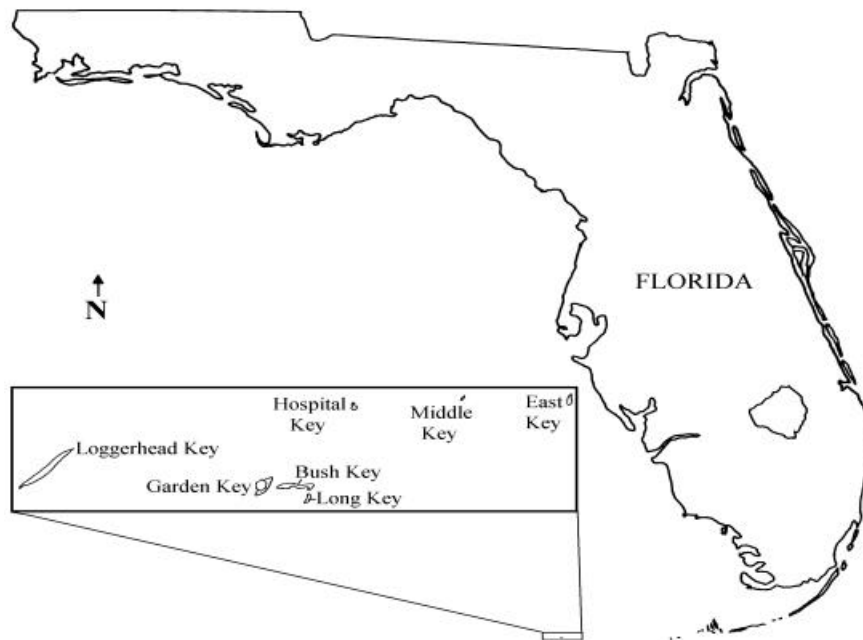 FLORIDA
N
Hospital
Key
Middle
Key
East
Key
Loggerhead Key
Bush Key
Garden Key
Long Key